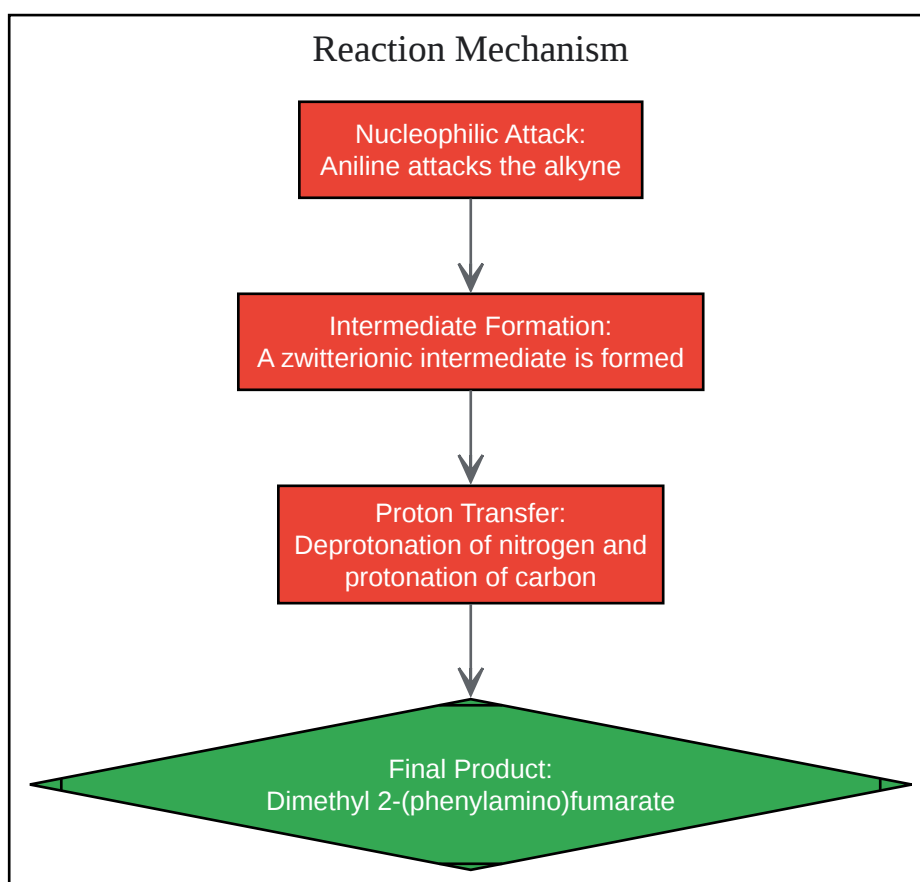 Reaction Mechanism
Nucleophilic Attack:
Aniline attacks the alkyne
Intermediate Formation:
A zwitterionic intermediate is formed
Proton Transfer:
Deprotonation of nitrogen and
protonation of carbon
Final Product:
Dimethyl 2-(phenylamino)fumarate